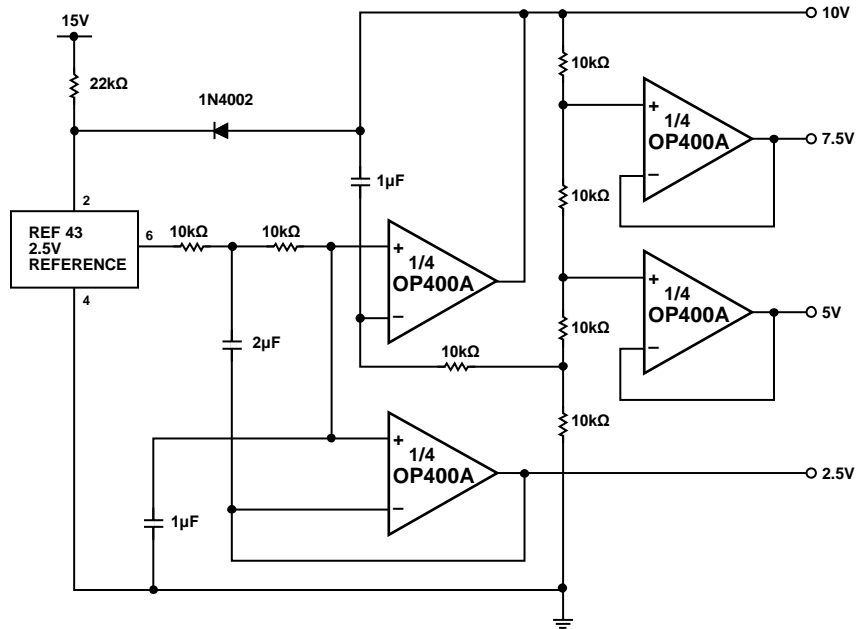 15V
10V
22kΩ
10kΩ
1N4002
+
1/4
OP400A
−
7.5V
1µF
10kΩ
2
REF 43
2.5V
REFERENCE
6
10kΩ
10kΩ
4
+
1/4
OP400A
−
+
1/4
OP400A
−
5V
2µF
10kΩ
10kΩ
10kΩ
+
1/4
OP400A
−
2.5V
1µF